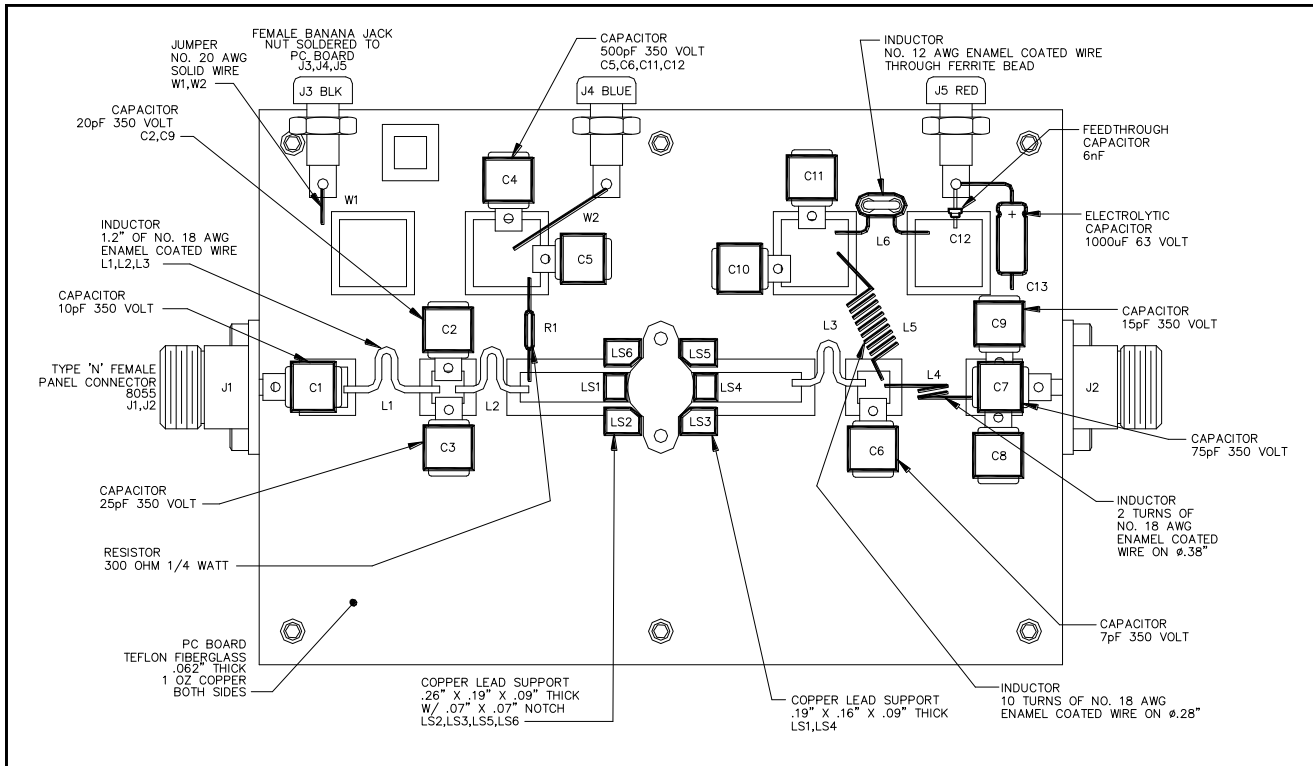 FEMALE BANANA JACK
NUT SOLDERED TO
PC BOARD
J3,J4,J5
JUMPER
NO. 20 AWG
SOLID WIRE
W1,W2
CAPACITOR
500pF 350 VOLT
C5,C6,C11,C12
INDUCTOR
NO. 12 AWG ENAMEL COATED WIRE
THROUGH FERRITE BEAD
J3 BLK
J4 BLUE
J5 RED
CAPACITOR
20pF 350 VOLT
C2,C9
FEEDTHROUGH
CAPACITOR
6nF
C4
C11
W1
W2
L6
C12
+
ELECTROLYTIC
CAPACITOR
1000uF 63 VOLT
INDUCTOR
1.2" OF NO. 18 AWG
ENAMEL COATED WIRE
L1,L2,L3
C5
C10
C13
CAPACITOR
10pF 350 VOLT
CAPACITOR
15pF 350 VOLT
C2
R1
L3
L5
C9
LS6
LS5
TYPE 'N' FEMALE
PANEL CONNECTOR
8055
J1,J2
J1
C1
L1
L2
LS1
LS4
L4
C7
J2
LS2
LS3
C3
C6
C8
CAPACITOR
75pF 350 VOLT
CAPACITOR
25pF 350 VOLT
INDUCTOR
2 TURNS OF
NO. 18 AWG
ENAMEL COATED
WIRE ON ø.38"
RESISTOR
300 OHM 1/4 WATT
CAPACITOR
7pF 350 VOLT
PC BOARD
TEFLON FIBERGLASS
.062" THICK
1 OZ COPPER
BOTH SIDES
COPPER LEAD SUPPORT
.26" X .19" X .09" THICK
W/ .07" X .07" NOTCH
LS2,LS3,LS5,LS6
COPPER LEAD SUPPORT
.19" X .16" X .09" THICK
LS1,LS4
INDUCTOR
10 TURNS OF NO. 18 AWG
ENAMEL COATED WIRE ON ø.28"